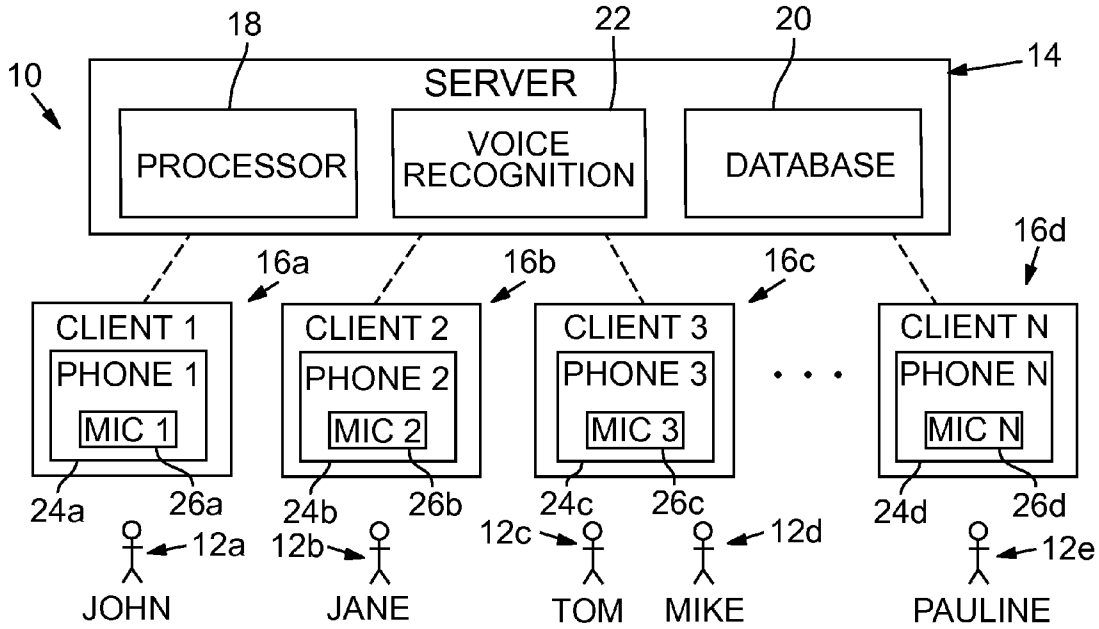 18 22 20
10 SERVER 14
PROCESSOR
VOICE
RECOGNITION
DATABASE
16a 16b 16c 16d
CLIENT 1 CLIENT 2 CLIENT 3 CLIENT N
PHONE 1 PHONE 2 PHONE 3 • • • PHONE N
MIC 1 MIC 2 MIC 3 MIC N
24a 26a 24b 26b 24c 26c 24d 26d
12a 12b 12c 12d 12e
JOHN JANE TOM MIKE PAULINE